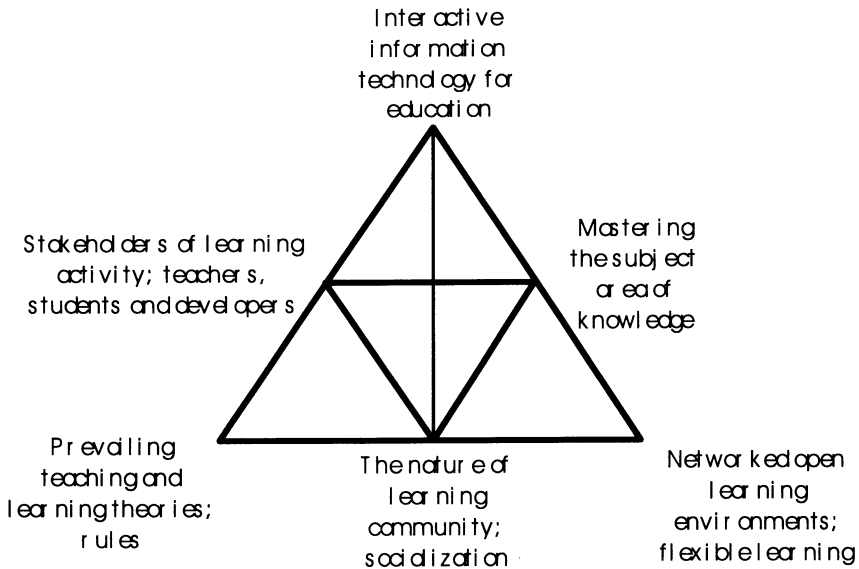 Interactive
information
technology for
education
Stakeholders of learning
activity; teachers,
students and developers
Mastering
the subject
area of
knowledge
Prevailing
teaching and
learning theories;
rules
The nature of
learning
community;
socialization
Networked open
learning
environments;
flexible learning